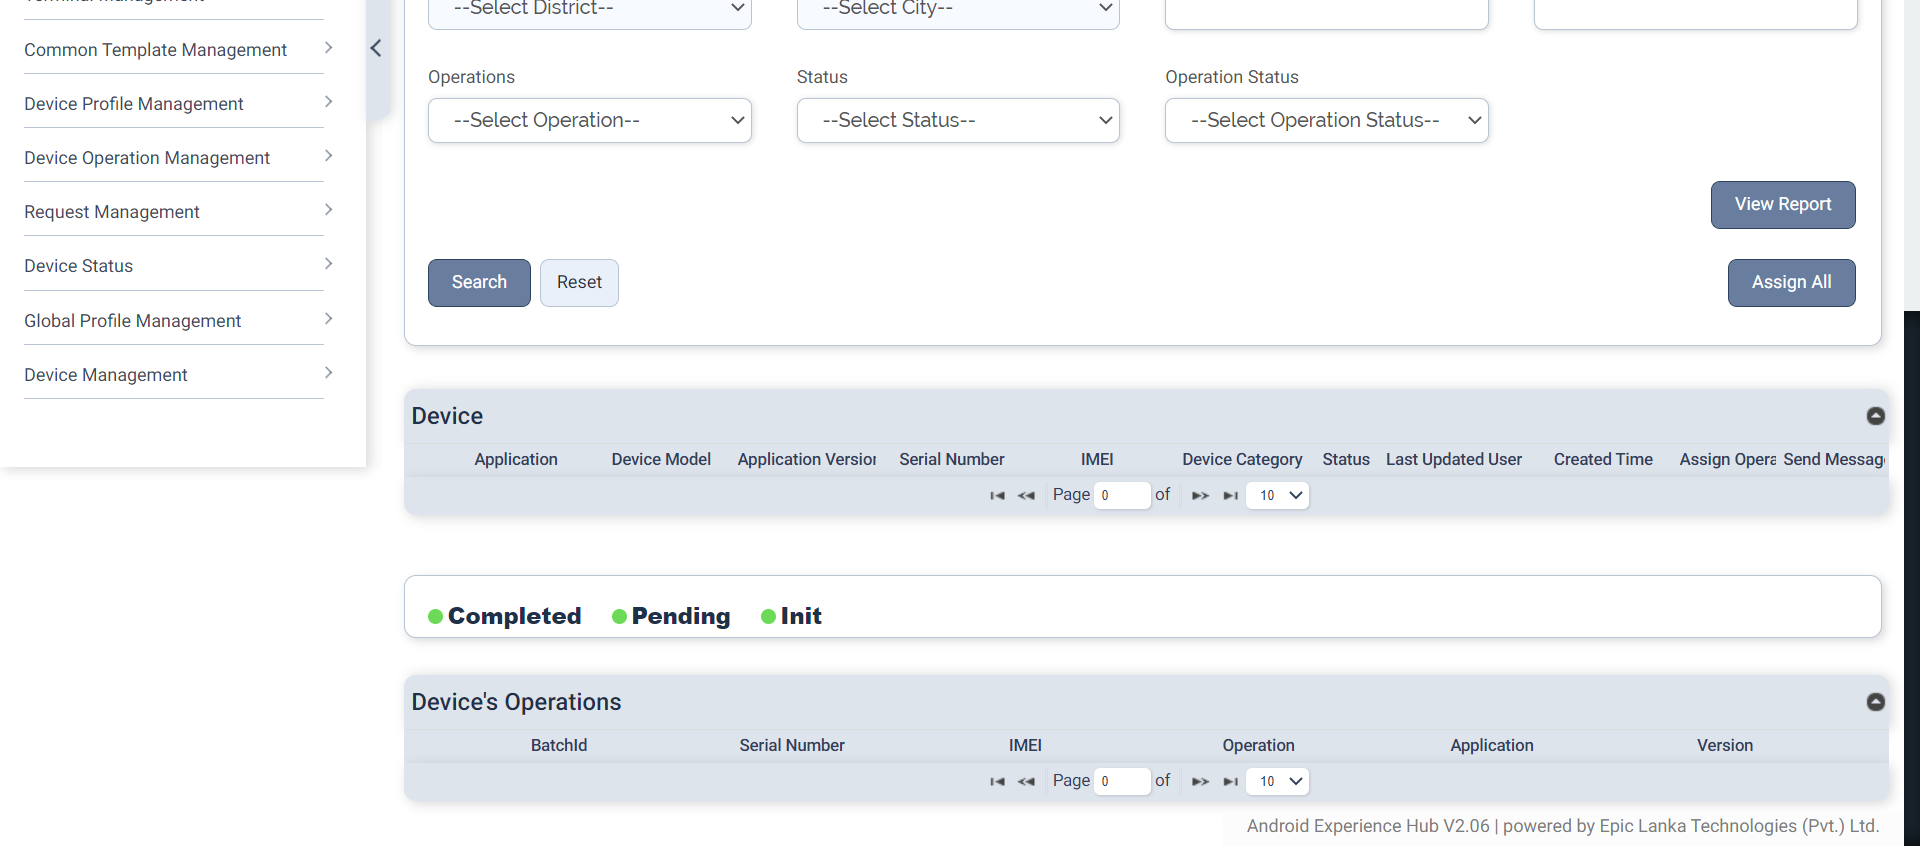 Terminal Management
--Select District--
--Select City--
Common Template Management
Device Profile Management
Device Operation Management
Request Management
Device Status
Global Profile Management
Device Management
Operations
Status
Operation Status
--Select Operation--
--Select Status--
--Select Operation Status--
View Report
Search
Reset
Assign All
Device
Application Device Model Application Version Serial Number IMEI Device Category Status Last Updated User Created Time Assign Opera Send Messag
Page 0 of 10
Completed Pending Init
Device's Operations
BatchId Serial Number IMEI Operation Application Version
Page 0 of 10
Android Experience Hub V2.06 | powered by Epic Lanka Technologies (Pvt.) Ltd.